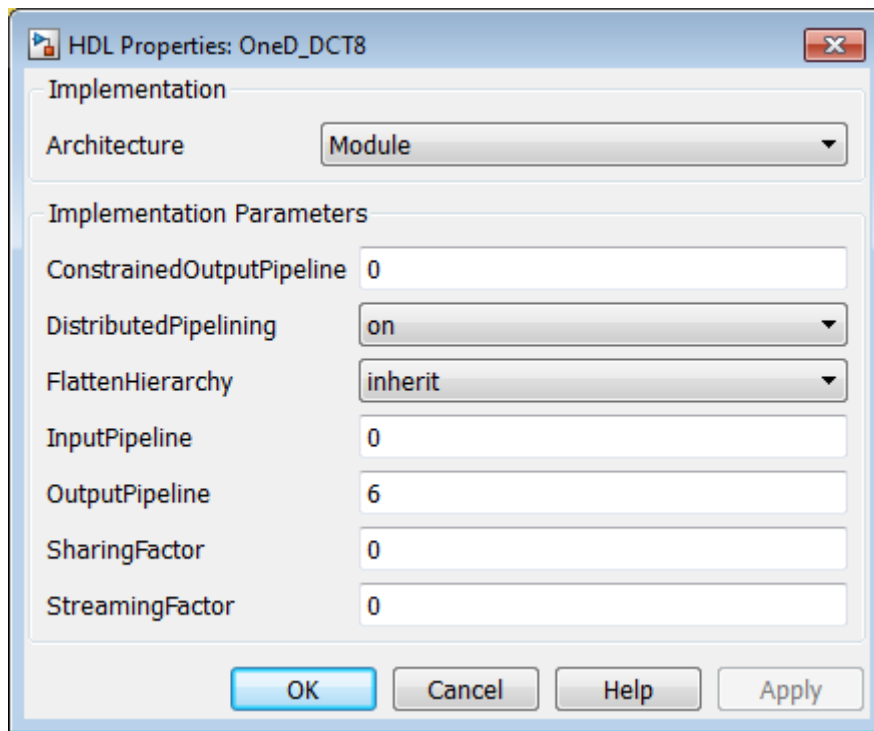 HDL Properties: OneD_DCT8
Implementation
Architecture Module
Implementation Parameters
ConstrainedOutputPipeline 0
DistributedPipelining on
FlattenHierarchy inherit
InputPipeline 0
OutputPipeline 6
SharingFactor 0
StreamingFactor 0
OK Cancel Help Apply